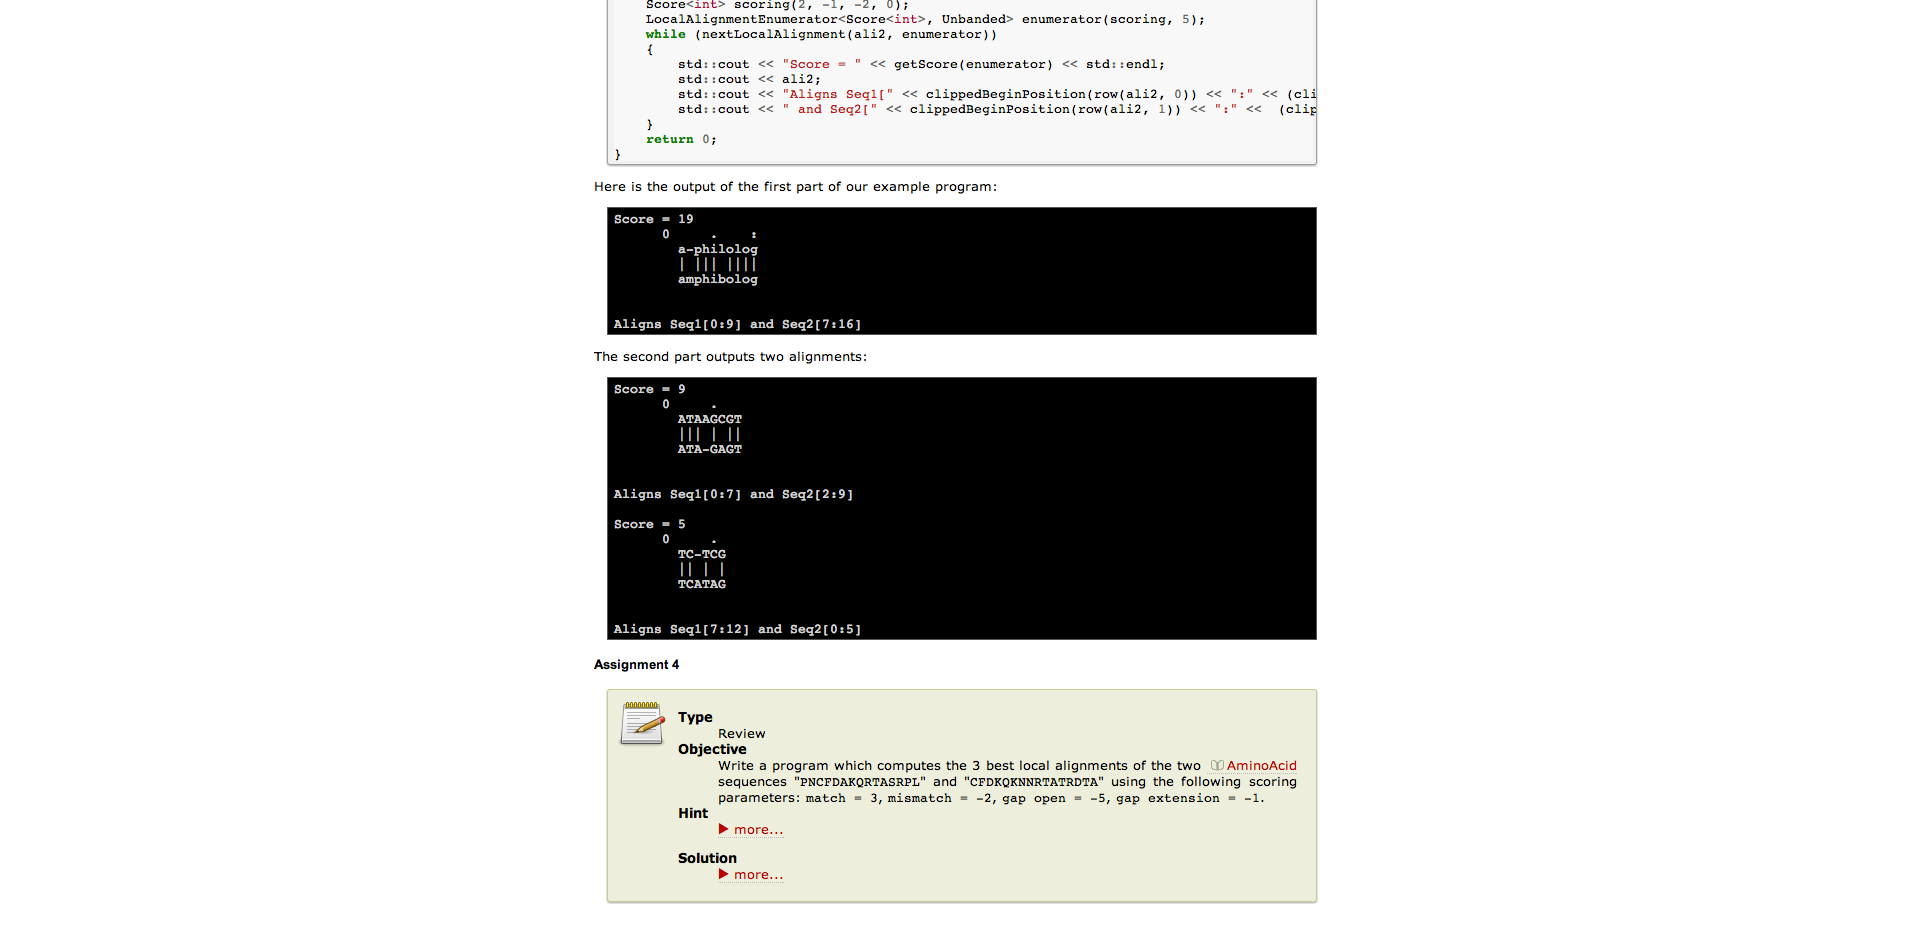 Score<int> scoring(2, -1, -2, 0);
LocalAlignmentEnumerator<Score<int>, Unbanded> enumerator(scoring, 5);
while (nextLocalAlignment(ali2, enumerator))
{
std::cout << "Score = " << getScore(enumerator) << std::endl;
std::cout << ali2;
std::cout << "Aligns Seq1[" << clippedBeginPosition(row(ali2, 0)) << ":" << (cli
std::cout << " and Seq2[" << clippedBeginPosition(row(ali2, 1)) << ":" << (clip
}
return 0;
}
Here is the output of the first part of our example program:
Score = 19
0 . :
a-philolog
| ||| ||||
amphibolog
Aligns Seq1[0:9] and Seq2[7:16]
The second part outputs two alignments:
Score = 9
0 .
ATAAGCGT
||| | ||
ATA-GAGT
Aligns Seq1[0:7] and Seq2[2:9]
Score = 5
0 .
TC-TCG
|| | |
TCATAG
Aligns Seq1[7:12] and Seq2[0:5]
Assignment 4
Type
Review
Objective
Write a program which computes the 3 best local alignments of the two AminoAcid
sequences "PNCFDAKQRTASRPL" and "CFDKQKNNRTATRDTA" using the following scoring
parameters: match = 3, mismatch = -2, gap open = -5, gap extension = -1.
Hint
▶ more...
Solution
▶ more...